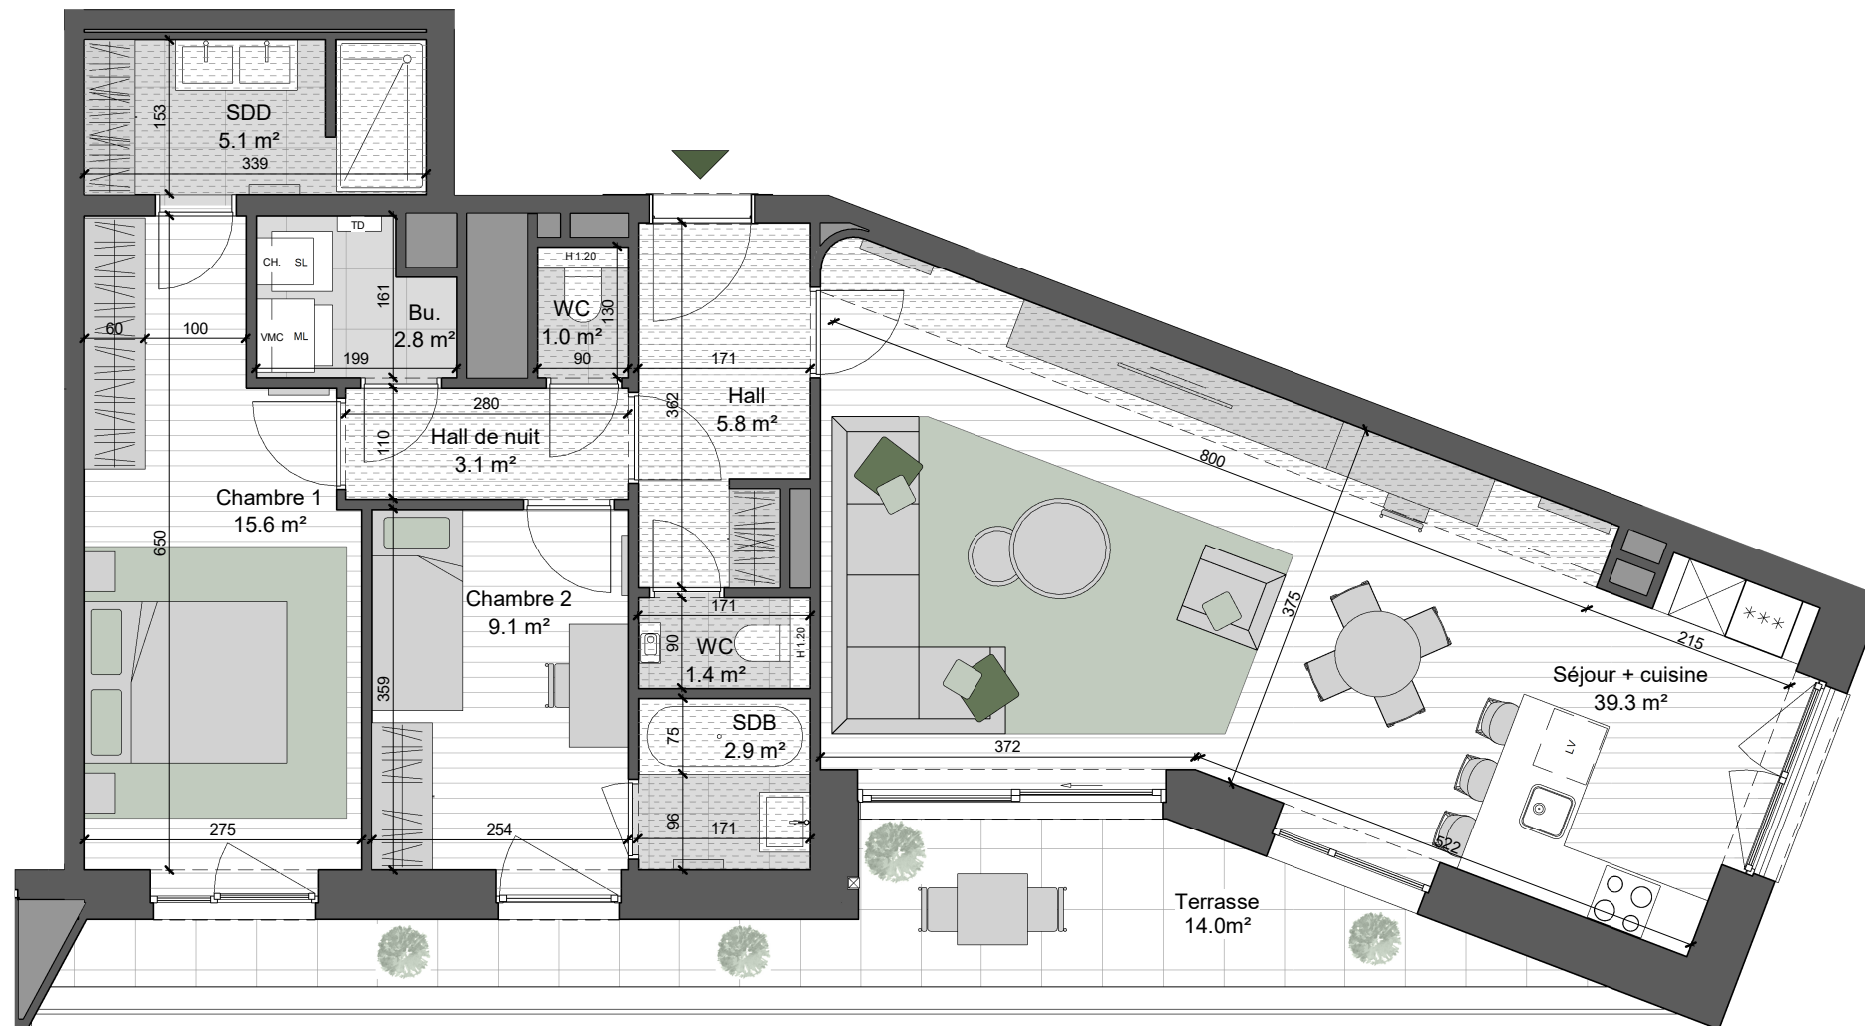 153
SDD
5.1 m²
339
TD
CH.
SL
VMC
ML
161
Bu.
2.8 m²
199
60
100
H 1.20
WC
1.0 m²
130
90
171
362
Hall
5.8 m²
280
110
Hall de nuit
3.1 m²
Chambre 1
15.6 m²
650
275
Chambre 2
9.1 m²
359
254
171
90
WC
1.4 m²
H 1.20
75
SDB
2.9 m²
96
171
800
375
215
372
522
Séjour + cuisine
39.3 m²
LV
Terrasse
14.0m²